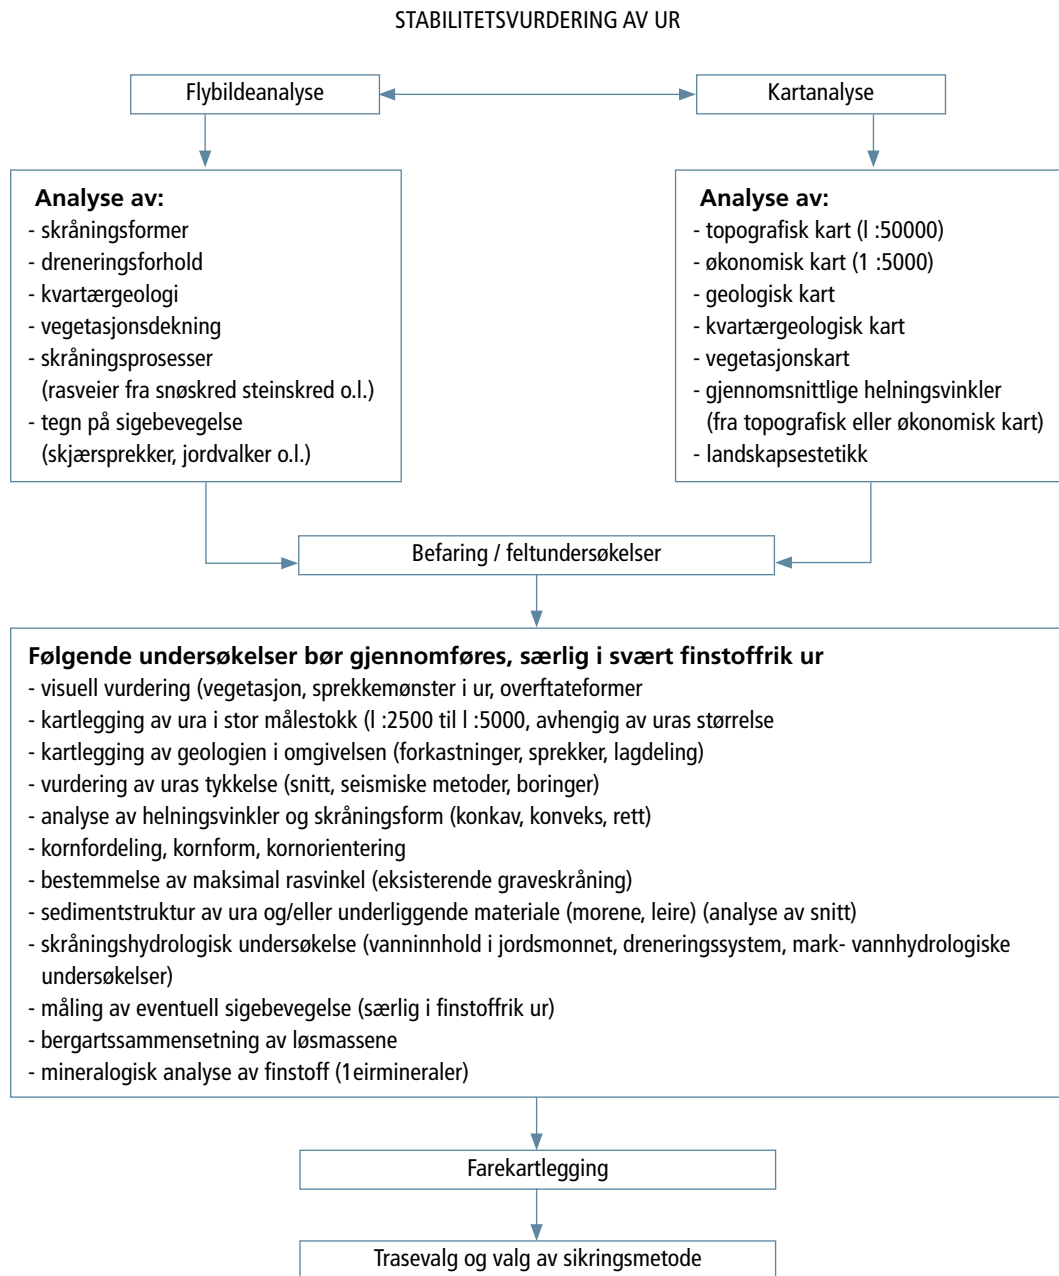 STABILITETSVURDERING AV UR
Flybildeanalyse
Kartanalyse
Analyse av:
- skråningsformer
- dreneringsforhold
- kvartærgeologi
- vegetasjonsdekning
- skråningsprosesser
(rasveier fra snøskred steinskred o.l.)
- tegn på sigebevegelse
(skjærsprekker, jordvalker o.l.)
Analyse av:
- topografisk kart (l :50000)
- økonomisk kart (1 :5000)
- geologisk kart
- kvartærgeologisk kart
- vegetasjonskart
- gjennomsnittlige helningsvinkler
(fra topografisk eller økonomisk kart)
- landskapsestetikk
Befaring / feltundersøkelser
Følgende undersøkelser bør gjennomføres, særlig i svært finstoffrik ur
- visuell vurdering (vegetasjon, sprekkemønster i ur, overftateformer
- kartlegging av ura i stor målestokk (l :2500 til l :5000, avhengig av uras størrelse
- kartlegging av geologien i omgivelsen (forkastninger, sprekker, lagdeling)
- vurdering av uras tykkelse (snitt, seismiske metoder, boringer)
- analyse av helningsvinkler og skråningsform (konkav, konveks, rett)
- kornfordeling, kornform, kornorientering
- bestemmelse av maksimal rasvinkel (eksisterende graveskråning)
- sedimentstruktur av ura og/eller underliggende materiale (morene, leire) (analyse av snitt)
- skråningshydrologisk undersøkelse (vanninnhold i jordsmonnet, dreneringssystem, mark- vannhydrologiske
undersøkelser)
- måling av eventuell sigebevegelse (særlig i finstoffrik ur)
- bergartssammensetning av løsmassene
- mineralogisk analyse av finstoff (1eirmineraler)
Farekartlegging
Trasevalg og valg av sikringsmetode